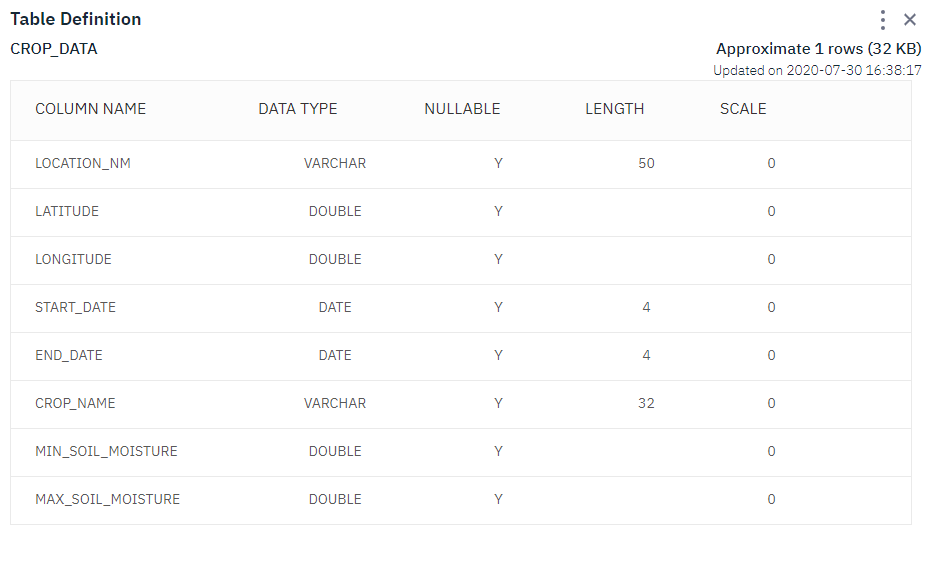 Table Definition
CROP_DATA
Approximate 1 rows (32 KB)
Updated on 2020-07-30 16:38:17
COLUMN NAME DATA TYPE NULLABLE LENGTH SCALE
LOCATION_NM VARCHAR Y 50 0
LATITUDE DOUBLE Y 0
LONGITUDE DOUBLE Y 0
START_DATE DATE Y 4 0
END_DATE DATE Y 4 0
CROP_NAME VARCHAR Y 32 0
MIN_SOIL_MOISTURE DOUBLE Y 0
MAX_SOIL_MOISTURE DOUBLE Y 0